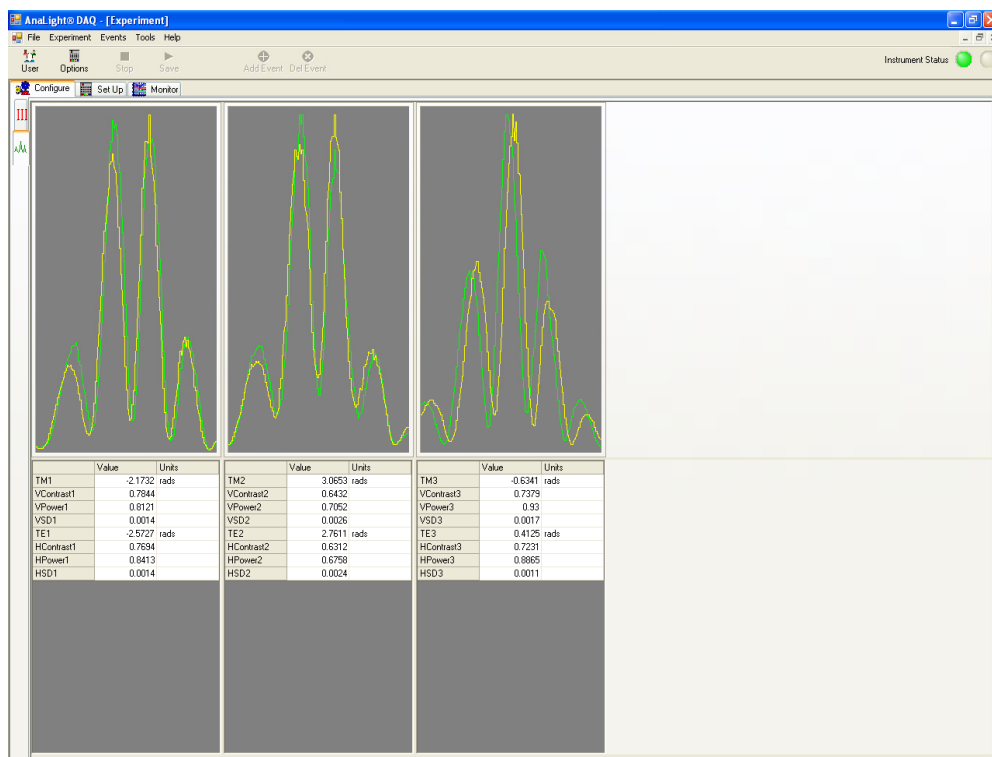 AnaLight® DAQ - [Experiment]
File Experiment Events Tools Help
User Options Stop Save Add Event Del Event Instrument Status
Configure Set Up Monitor
Value Units
TM1 -2.1732 rads
VContrast1 0.7844
VPower1 0.8121
VSD1 0.0014
TE1 -2.5727 rads
HContrast1 0.7694
HPower1 0.8413
HSD1 0.0014
Value Units
TM2 3.0653 rads
VContrast2 0.6432
VPower2 0.7052
VSD2 0.0026
TE2 2.7611 rads
HContrast2 0.6312
HPower2 0.6758
HSD2 0.0024
Value Units
TM3 -0.6341 rads
VContrast3 0.7379
VPower3 0.93
VSD3 0.0017
TE3 0.4125 rads
HContrast3 0.7231
HPower3 0.8865
HSD3 0.0011